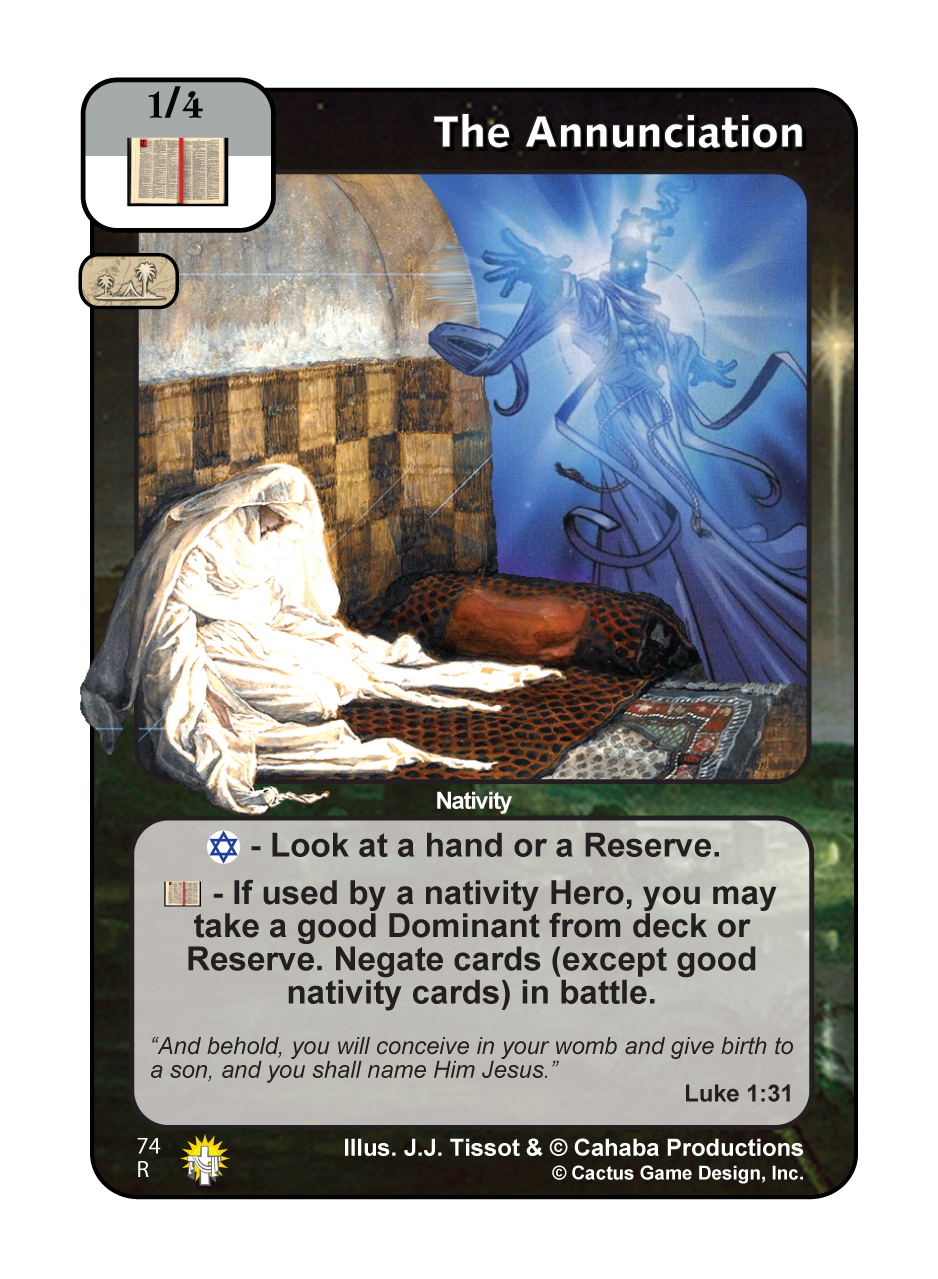 1/4
The Annunciation
Nativity
- Look at a hand or a Reserve.
- If used by a nativity Hero, you may
take a good Dominant from deck or
Reserve. Negate cards (except good
nativity cards) in battle.
“And behold, you will conceive in your womb and give birth to
a son, and you shall name Him Jesus.”
Luke 1:31
74
R
Illus. J.J. Tissot & © Cahaba Productions
© Cactus Game Design, Inc.